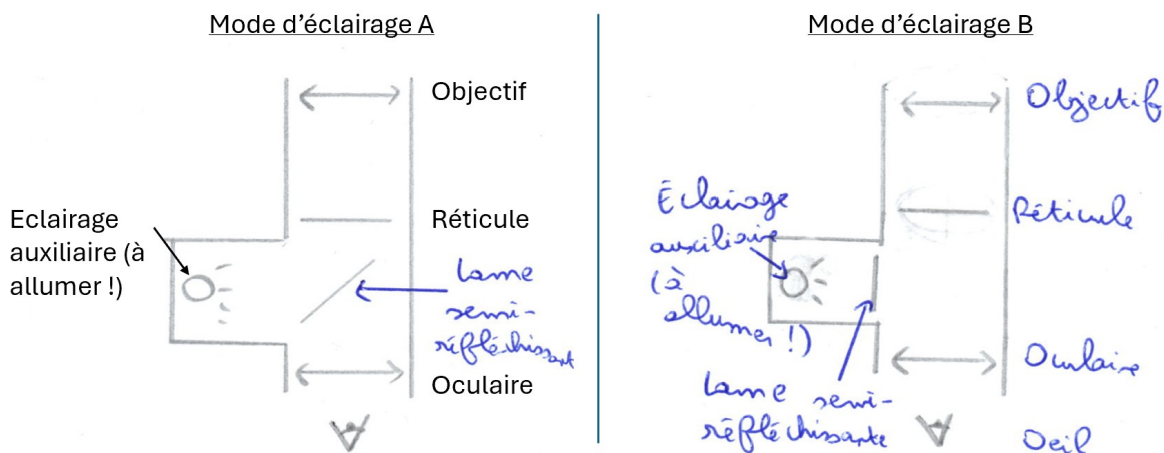 Mode d’éclairage A
Objectif
Réticule
Eclairage
auxiliaire (à
allumer !)
Lame
semi-
réfléchissant
Oculaire
Mode d’éclairage B
Objectif
Réticule
Éclairage
auxiliaire
(à
allumer !)
Oculaire
Lame semi-
réfléchissante
Oeil